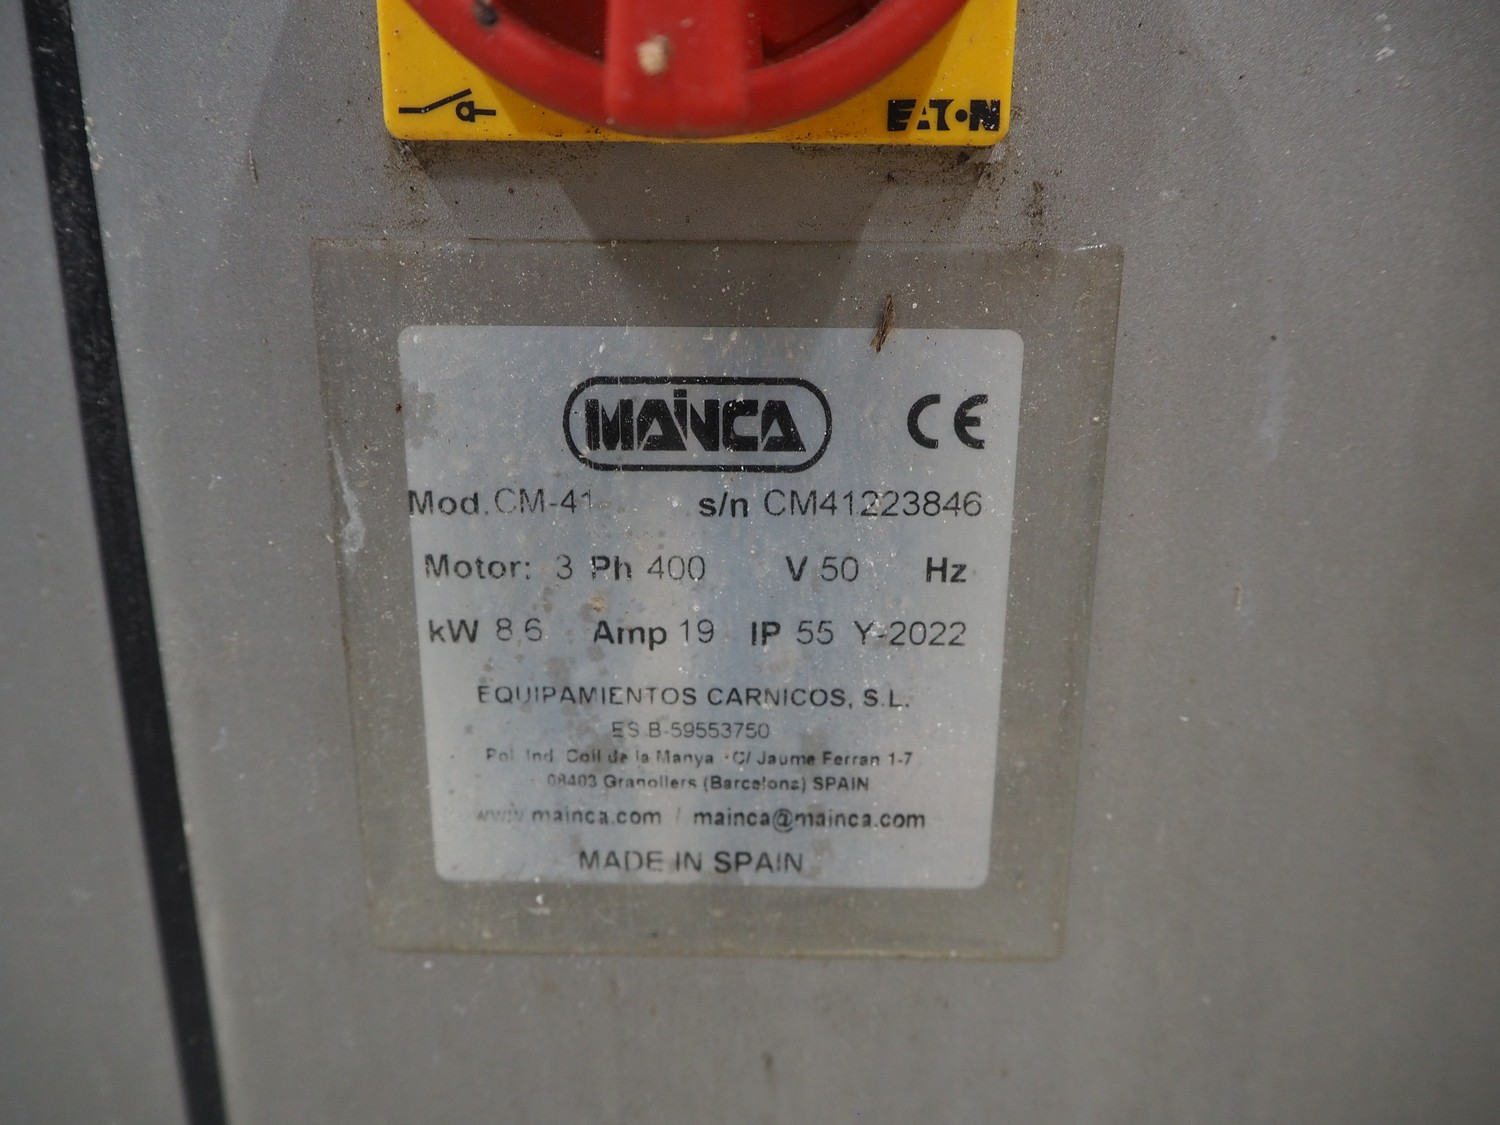 EATON
MAiNCA CE
Mod. CM-41 s/n CM41223846
Motor: 3 Ph 400 V 50 Hz
kW 8,6 Amp 19 IP 55 Y-2022
EQUIPAMIENTOS CARNICOS, S.L.
ES B-59553750
Pol. Ind. Coll de la Manya · C/ Jaume Ferran 1-7
08403 Granollers (Barcelona) SPAIN
www.mainca.com / mainca@mainca.com
MADE IN SPAIN